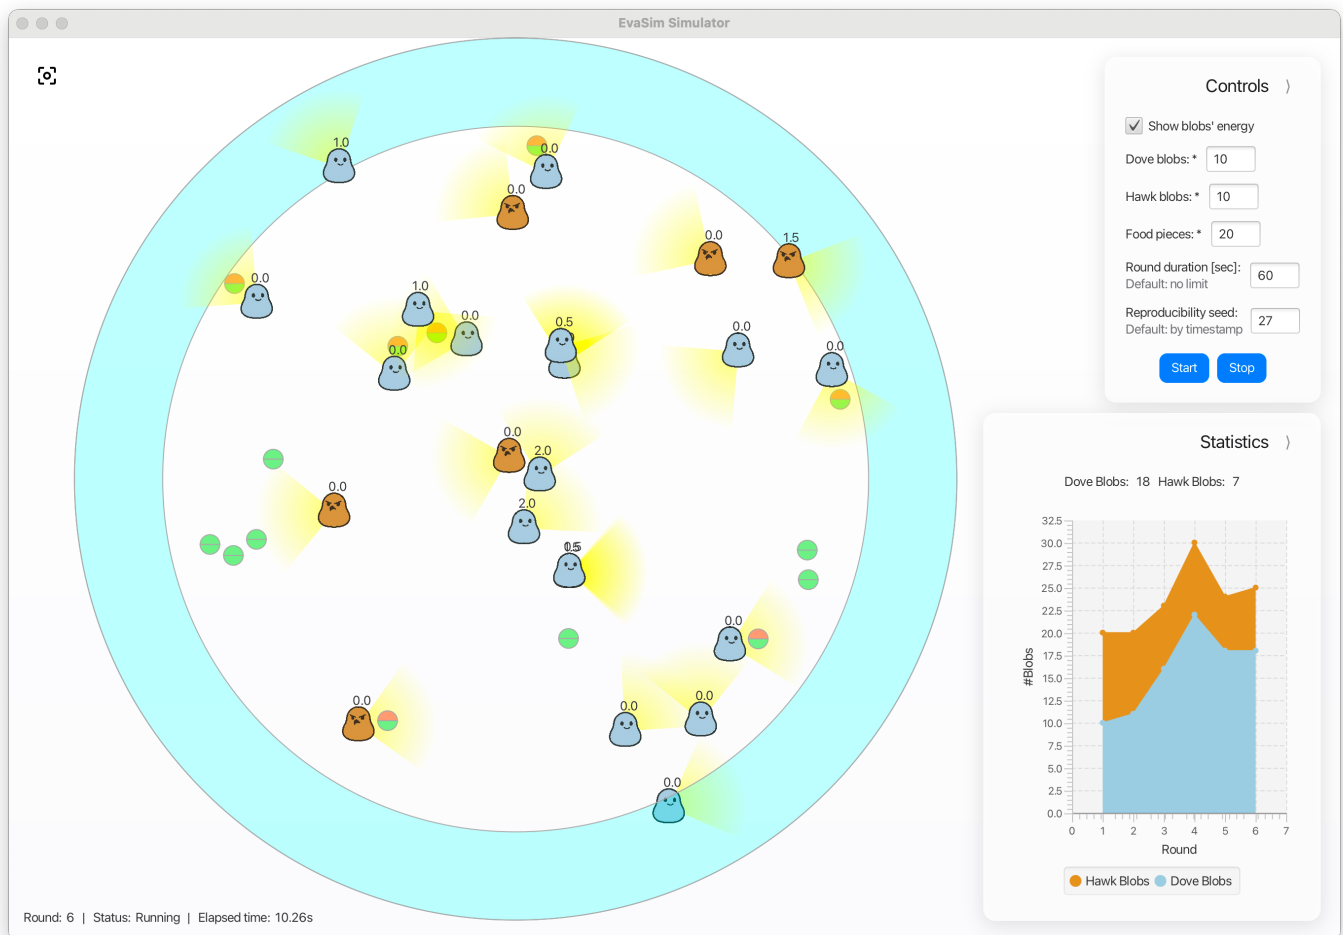 EvaSim Simulator
Controls
Show blobs' energy
Dove blobs: * 10
Hawk blobs: * 10
Food pieces: * 20
Round duration [sec]: 60
Default: no limit
Reproducibility seed: 27
Default: by timestamp
Start Stop
Statistics
Dove Blobs: 18 Hawk Blobs: 7
32.5
30.0
27.5
25.0
22.5
20.0
17.5
15.0
12.5
10.0
7.5
5.0
2.5
0.0
#Blobs
0 1 2 3 4 5 6 7
Round
Hawk Blobs Dove Blobs
1.0
0.0
0.0
0.0
1.5
0.0
1.0
0.0
0.5
0.0
0.0
0.0
0.0
2.0
0.0
2.0
0.0
0.0
0.0
0.0
0.0
Round: 6 | Status: Running | Elapsed time: 10.26s